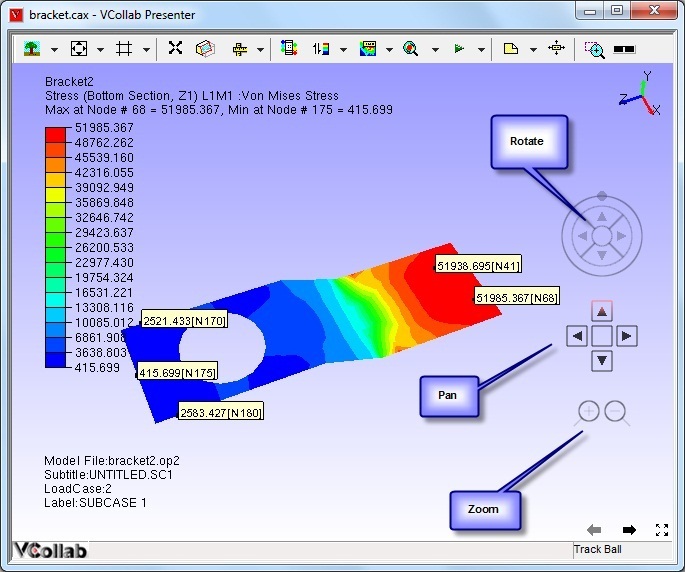 bracket.cax - VCollab Presenter
Bracket2
Stress (Bottom Section, Z1) L1M1 :Von Mises Stress
Max at Node # 68 = 51985.367, Min at Node # 175 = 415.699
Y
Z
X
51985.367
48762.262
45539.160
42316.055
39092.949
35869.848
32646.742
29423.637
26200.533
22977.430
19754.324
16531.221
13308.116
10085.012
6861.908
3638.803
415.699
Rotate
51938.695[N41]
51985.367[N68]
2521.433[N170]
415.699[N175]
2583.427[N180]
Pan
Zoom
Model File:bracket2.op2
Subtitle:UNTITLED.SC1
LoadCase:2
Label:SUBCASE 1
VCollab
Track Ball